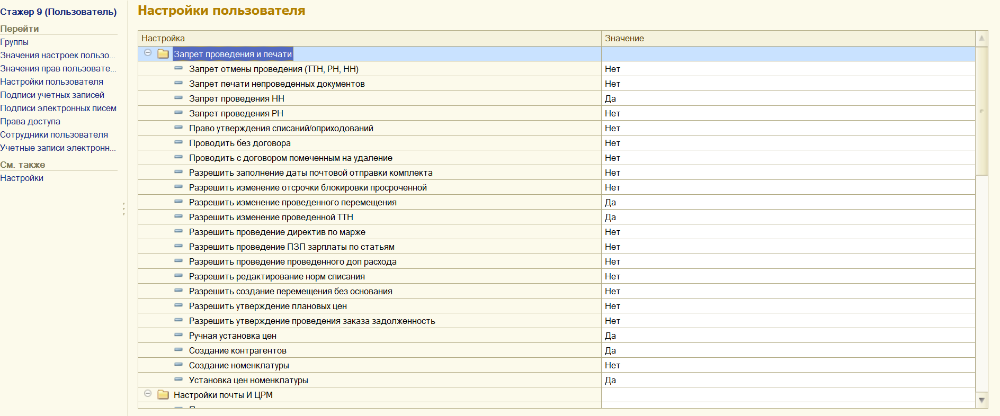 Стажер 9 (Пользователь)
Перейти
Группы
Значения настроек пользо...
Значения прав пользовате...
Настройки пользователя
Подписи учетных записей
Подписи электронных писем
Права доступа
Сотрудники пользователя
Учетные записи электронн...
См. также
Настройки
Настройки пользователя
Настройка Значение
Запрет проведения и печати
Запрет отмены проведения (ТТН, РН, НН) Нет
Запрет печати непроведенных документов Нет
Запрет проведения НН Да
Запрет проведения РН Нет
Право утверждения списаний/оприходований Нет
Проводить без договора Нет
Проводить с договором помеченным на удаление Нет
Разрешить заполнение даты почтовой отправки комплекта Нет
Разрешить изменение отсрочки блокировки просроченной Нет
Разрешить изменение проведенного перемещения Да
Разрешить изменение проведенной ТТН Да
Разрешить проведение директив по марже Нет
Разрешить проведение ПЗП зарплаты по статьям Нет
Разрешить проведение проведенного доп расхода Нет
Разрешить редактирование норм списания Нет
Разрешить создание перемещения без основания Нет
Разрешить утверждение плановых цен Нет
Разрешить утверждение проведения заказа задолженность Нет
Ручная установка цен Да
Создание контрагентов Да
Создание номенклатуры Нет
Установка цен номенклатуры Да
Настройки почты И ЦРМ